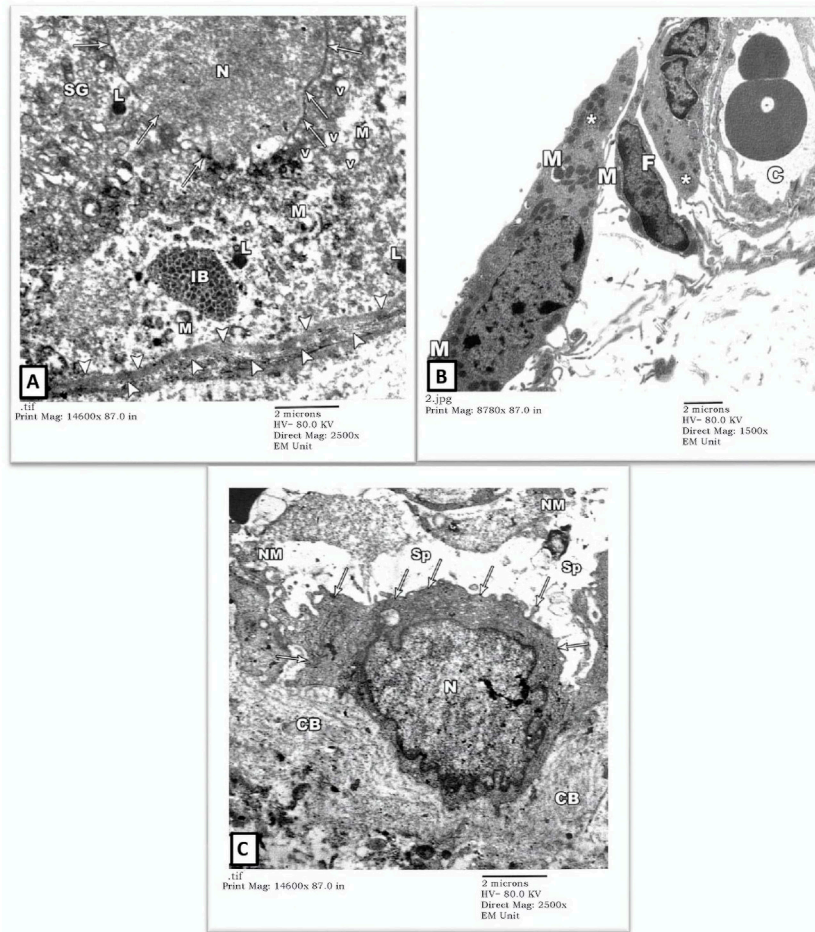 N
SG
L
V
V
M
V
V
M
L
L
IB
M
A
.tif
Print Mag: 14600x 87.0 in
2 microns
HV= 80.0 KV
Direct Mag: 2500x
EM Unit
*
M
M
F
*
C
M
B
2.jpg
Print Mag: 8780x 87.0 in
2 microns
HV= 80.0 KV
Direct Mag: 1500x
EM Unit
NM
NM
Sp
Sp
N
CB
CB
C
.tif
Print Mag: 14600x 87.0 in
2 microns
HV= 80.0 KV
Direct Mag: 2500x
EM Unit